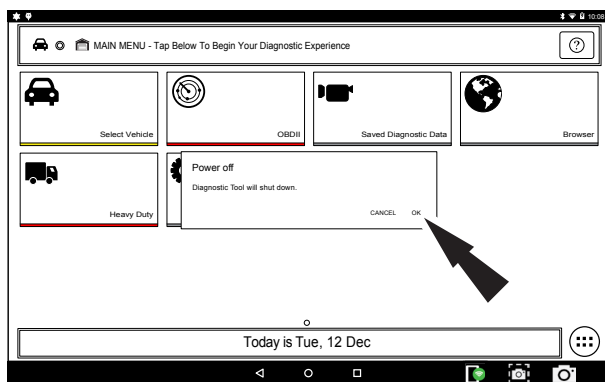 10:08
MAIN MENU - Tap Below To Begin Your Diagnostic Experience
?
Select Vehicle
OBDII
Saved Diagnostic Data
Browser
Heavy Duty
Power off
Diagnostic Tool will shut down.
CANCEL OK
Today is Tue, 12 Dec